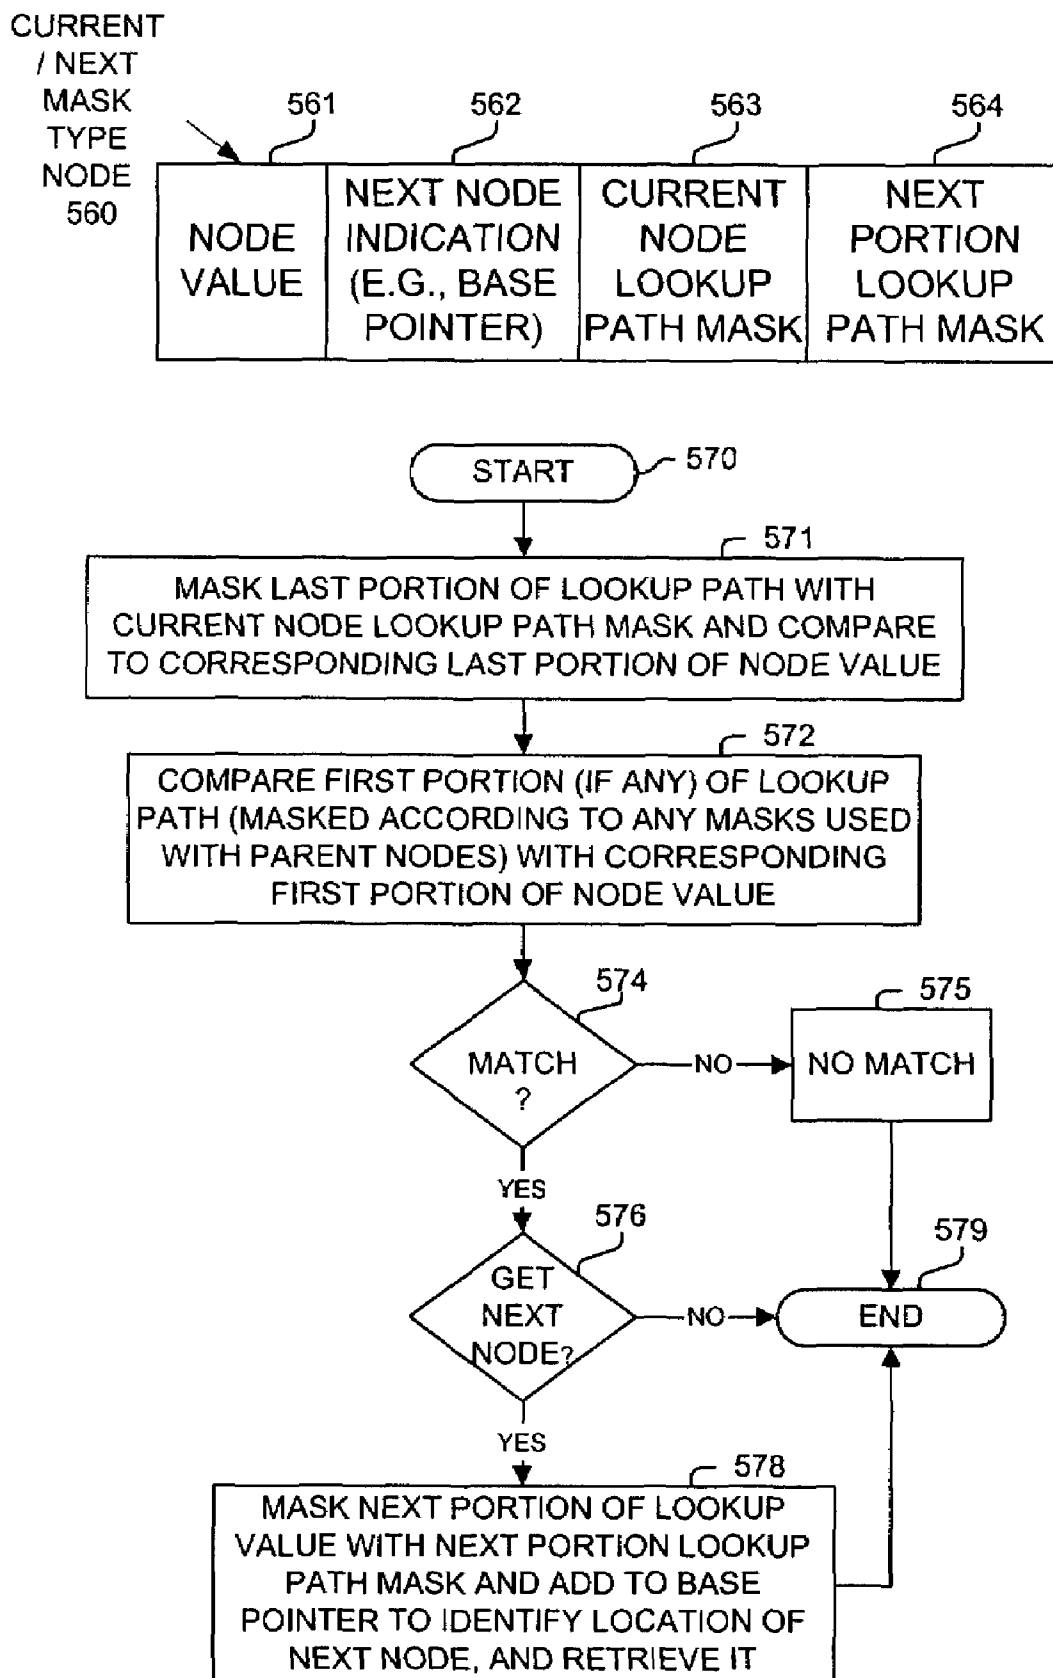 CURRENT
/ NEXT
MASK
TYPE
NODE
560
561
562
563
564
NODE
VALUE
NEXT NODE
INDICATION
(E.G., BASE
POINTER)
CURRENT
NODE
LOOKUP
PATH MASK
NEXT
PORTION
LOOKUP
PATH MASK
START
570
571
MASK LAST PORTION OF LOOKUP PATH WITH
CURRENT NODE LOOKUP PATH MASK AND COMPARE
TO CORRESPONDING LAST PORTION OF NODE VALUE
572
COMPARE FIRST PORTION (IF ANY) OF LOOKUP
PATH (MASKED ACCORDING TO ANY MASKS USED
WITH PARENT NODES) WITH CORRESPONDING
FIRST PORTION OF NODE VALUE
574
MATCH
?
NO
575
NO MATCH
YES
576
GET
NEXT
NODE?
NO
579
END
YES
578
MASK NEXT PORTION OF LOOKUP
VALUE WITH NEXT PORTION LOOKUP
PATH MASK AND ADD TO BASE
POINTER TO IDENTIFY LOCATION OF
NEXT NODE, AND RETRIEVE IT